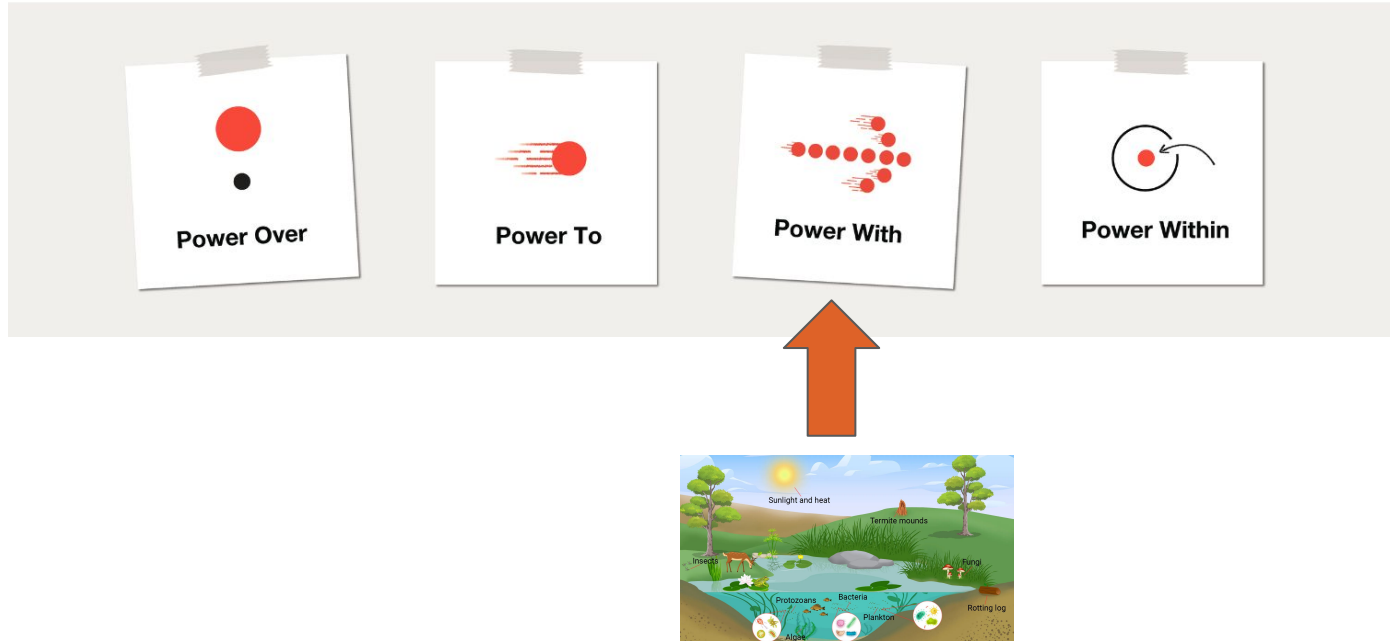 Power Over
Power To
Power With
Power Within
Sunlight and heat
Termite mounds
Insects
Fungi
Protozoans
Bacteria
Plankton
Rotting log
Algae